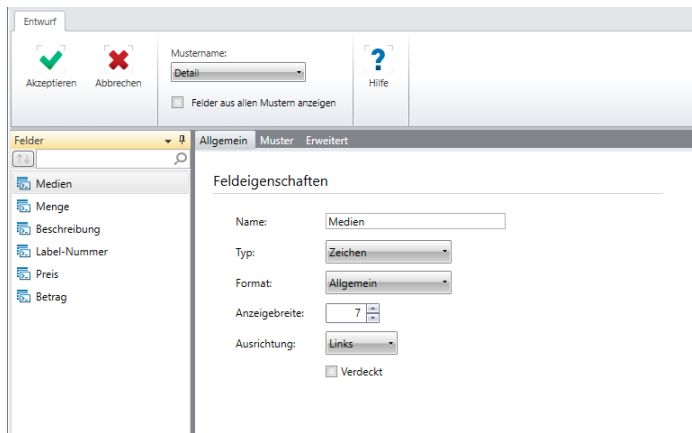 Entwurf
Akzeptieren
Abbrechen
Mustername:
Detail
Felder aus allen Mustern anzeigen
?
Hilfe
Felder
Allgemein Muster Erweitert
Medien
Menge
Beschreibung
Label-Nummer
Preis
Betrag
Feldeigenschaften
Name: Medien
Typ: Zeichen
Format: Allgemein
Anzeigebreite: 7
Ausrichtung: Links
Verdeckt